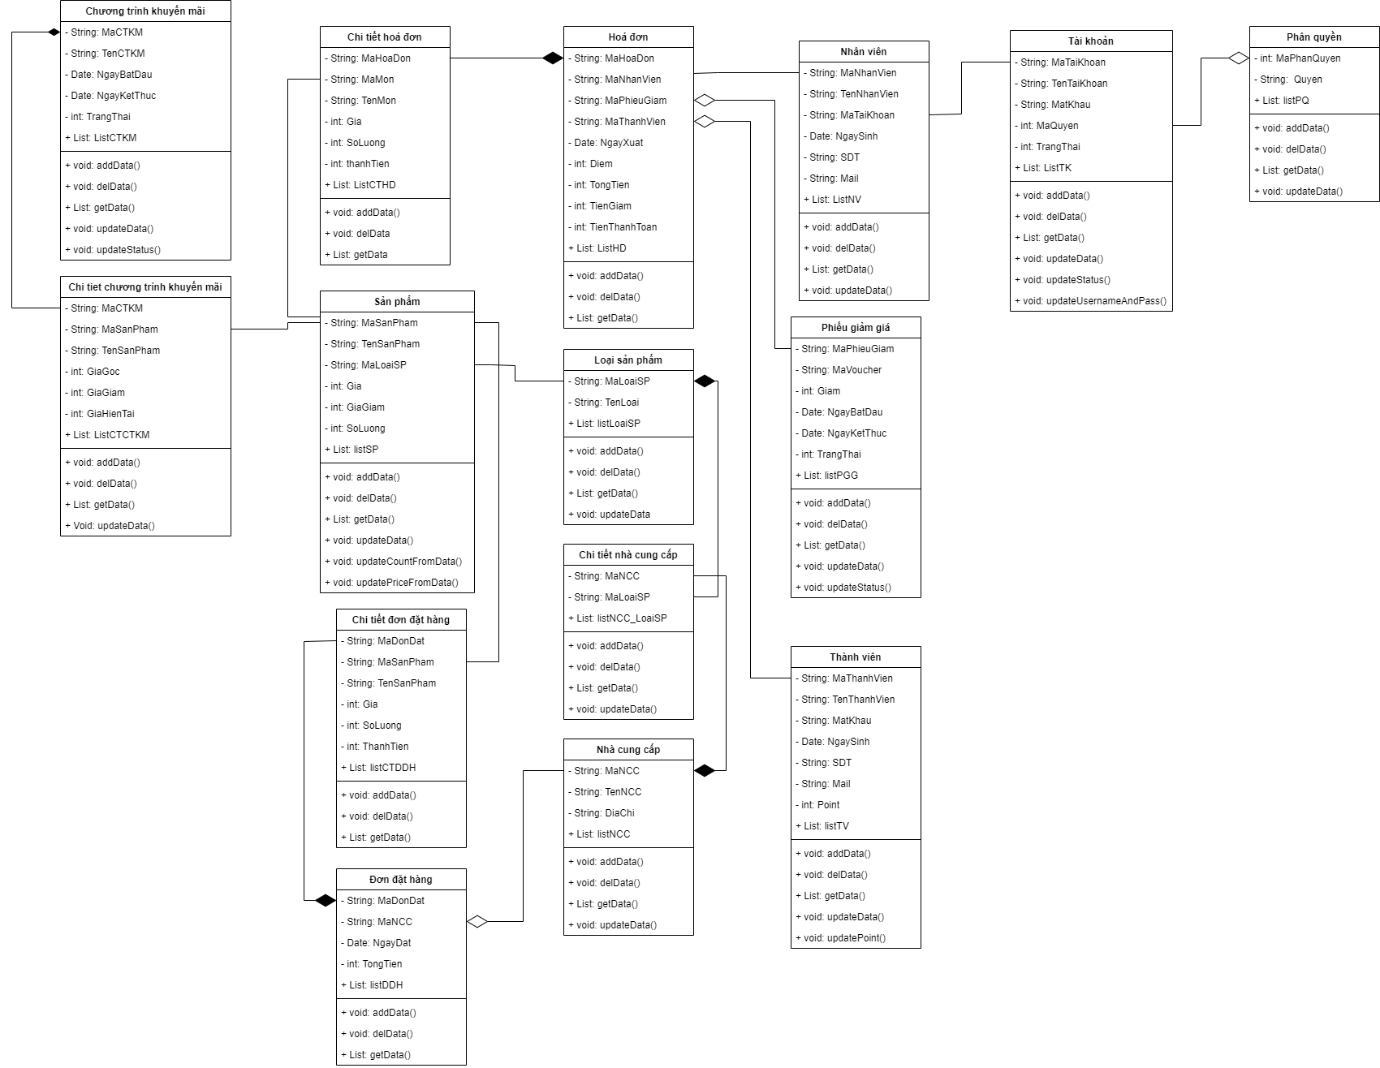 Chương trình khuyến mãi
- String: MaCTKM
- String: TenCTKM
- Date: NgayBatDau
- Date: NgayKetThuc
- int: TrangThai
+ List: ListCTKM
+ void: addData()
+ void: delData()
+ List: getData()
+ void: updateData()
+ void: updateStatus()
Chi tiet chương trình khuyến mãi
- String: MaCTKM
- String: MaSanPham
- String: TenSanPham
- int: GiaGoc
- int: GiaGiam
- int: GiaHienTai
+ List: ListCTCTKM
+ void: addData()
+ void: delData()
+ List: getData()
+ Void: updateData()
Chi tiết hoá đơn
- String: MaHoaDon
- String: MaMon
- String: TenMon
- int: Gia
- int: SoLuong
- int: thanhTien
+ List: ListCTHD
+ void: addData()
+ void: delData
+ List: getData
Sản phẩm
- String: MaSanPham
- String: TenSanPham
- String: MaLoaiSP
- int: Gia
- int: GiaGiam
- int: SoLuong
+ List: listSP
+ void: addData()
+ void: delData()
+ List: getData()
+ void: updateData()
+ void: updateCountFromData()
+ void: updatePriceFromData()
Chi tiết đơn đặt hàng
- String: MaDonDat
- String: MaSanPham
- String: TenSanPham
- int: Gia
- int: SoLuong
- int: ThanhTien
+ List: listCTDDH
+ void: addData()
+ void: delData()
+ List: getData()
Đơn đặt hàng
- String: MaDonDat
- String: MaNCC
- Date: NgayDat
- int: TongTien
+ List: listDDH
+ void: addData()
+ void: delData()
+ List: getData()
Hoá đơn
- String: MaHoaDon
- String: MaNhanVien
- String: MaPhieuGiam
- String: MaThanhVien
- Date: NgayXuat
- int: Diem
- int: TongTien
- int: TienGiam
- int: TienThanhToan
+ List: ListHD
+ void: addData()
+ void: delData()
+ List: getData()
Loại sản phẩm
- String: MaLoaiSP
- String: TenLoai
+ List: listLoaiSP
+ void: addData()
+ void: delData()
+ List: getData()
+ void: updateData
Chi tiết nhà cung cấp
- String: MaNCC
- String: MaLoaiSP
+ List: listNCC_LoaiSP
+ void: addData()
+ void: delData()
+ List: getData()
+ void: updateData()
Nhà cung cấp
- String: MaNCC
- String: TenNCC
- String: DiaChi
+ List: listNCC
+ void: addData()
+ void: delData()
+ List: getData()
+ void: updateData()
Nhân viên
- String: MaNhanVien
- String: TenNhanVien
- String: MaTaiKhoan
- Date: NgaySinh
- String: SDT
- String: Mail
+ List: ListNV
+ void: addData()
+ void: delData()
+ List: getData()
+ void: updateData()
Phiếu giảm giá
- String: MaPhieuGiam
- String: MaVoucher
- int: Giam
- Date: NgayBatDau
- Date: NgayKetThuc
- int: TrangThai
+ List: listPGG
+ void: addData()
+ void: delData()
+ List: getData()
+ void: updateData()
+ void: updateStatus()
Thành viên
- String: MaThanhVien
- String: TenThanhVien
- String: MatKhau
- Date: NgaySinh
- String: SDT
- String: Mail
- int: Point
+ List: listTV
+ void: addData()
+ void: delData()
+ List: getData()
+ void: updateData()
+ void: updatePoint()
Tài khoản
- String: MaTaiKhoan
- String: TenTaiKhoan
- String: MatKhau
- int: MaQuyen
- int: TrangThai
+ List: ListTK
+ void: addData()
+ void: delData()
+ List: getData()
+ void: updateData()
+ void: updateStatus()
+ void: updateUsernameAndPass()
Phân quyền
- int: MaPhanQuyen
- String: Quyen
+ List: listPQ
+ void: addData()
+ void: delData()
+ List: getData()
+ void: updateData()